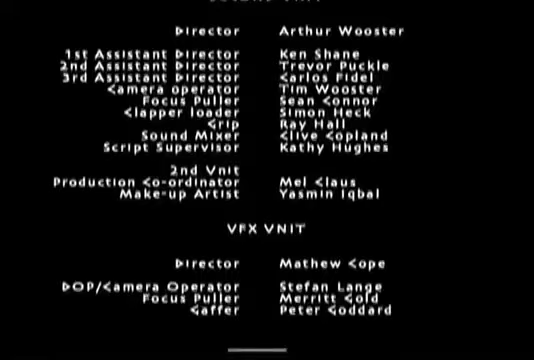 Director Arthur Wooster
1st Assistant Director Ken Shane
2nd Assistant Director Trevor Puckle
3rd Assistant Director Carlos Fidel
Camera operator Tim Wooster
Focus Puller Sean Connor
Clapper loader Simon Heck
Grip Ray Hall
Sound Mixer Clive Copland
Script Supervisor Kathy Hughes
2nd Vnit
Production Co-ordinator Mel Claus
Make-up Artist Yasmin Iqbal
VFX VNIT
Director Mathew Cope
DOP/Camera Operator Stefan Lange
Focus Puller Merritt Gold
Gaffer Peter Goddard